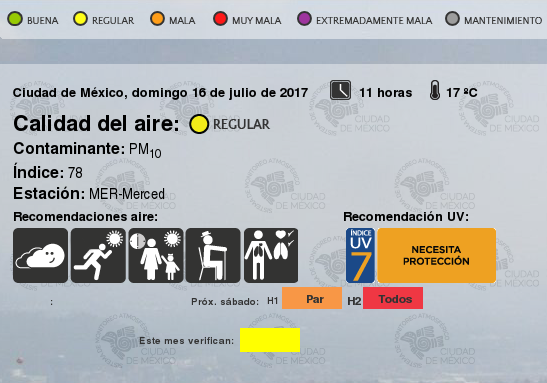 BUENA REGULAR MALA MUY MALA EXTREMADAMENTE MALA MANTENIMIENTO
Ciudad de México, domingo 16 de julio de 2017 11 horas 17 ºC
Calidad del aire: REGULAR
Contaminante: PM10
Índice: 78
Estación: MER-Merced
Recomendaciones aire: Recomendación UV:
ÍNDICE
UV
7
NECESITA
PROTECCIÓN
: Próx. sábado: H1 Par H2 Todos
Este mes verifican: